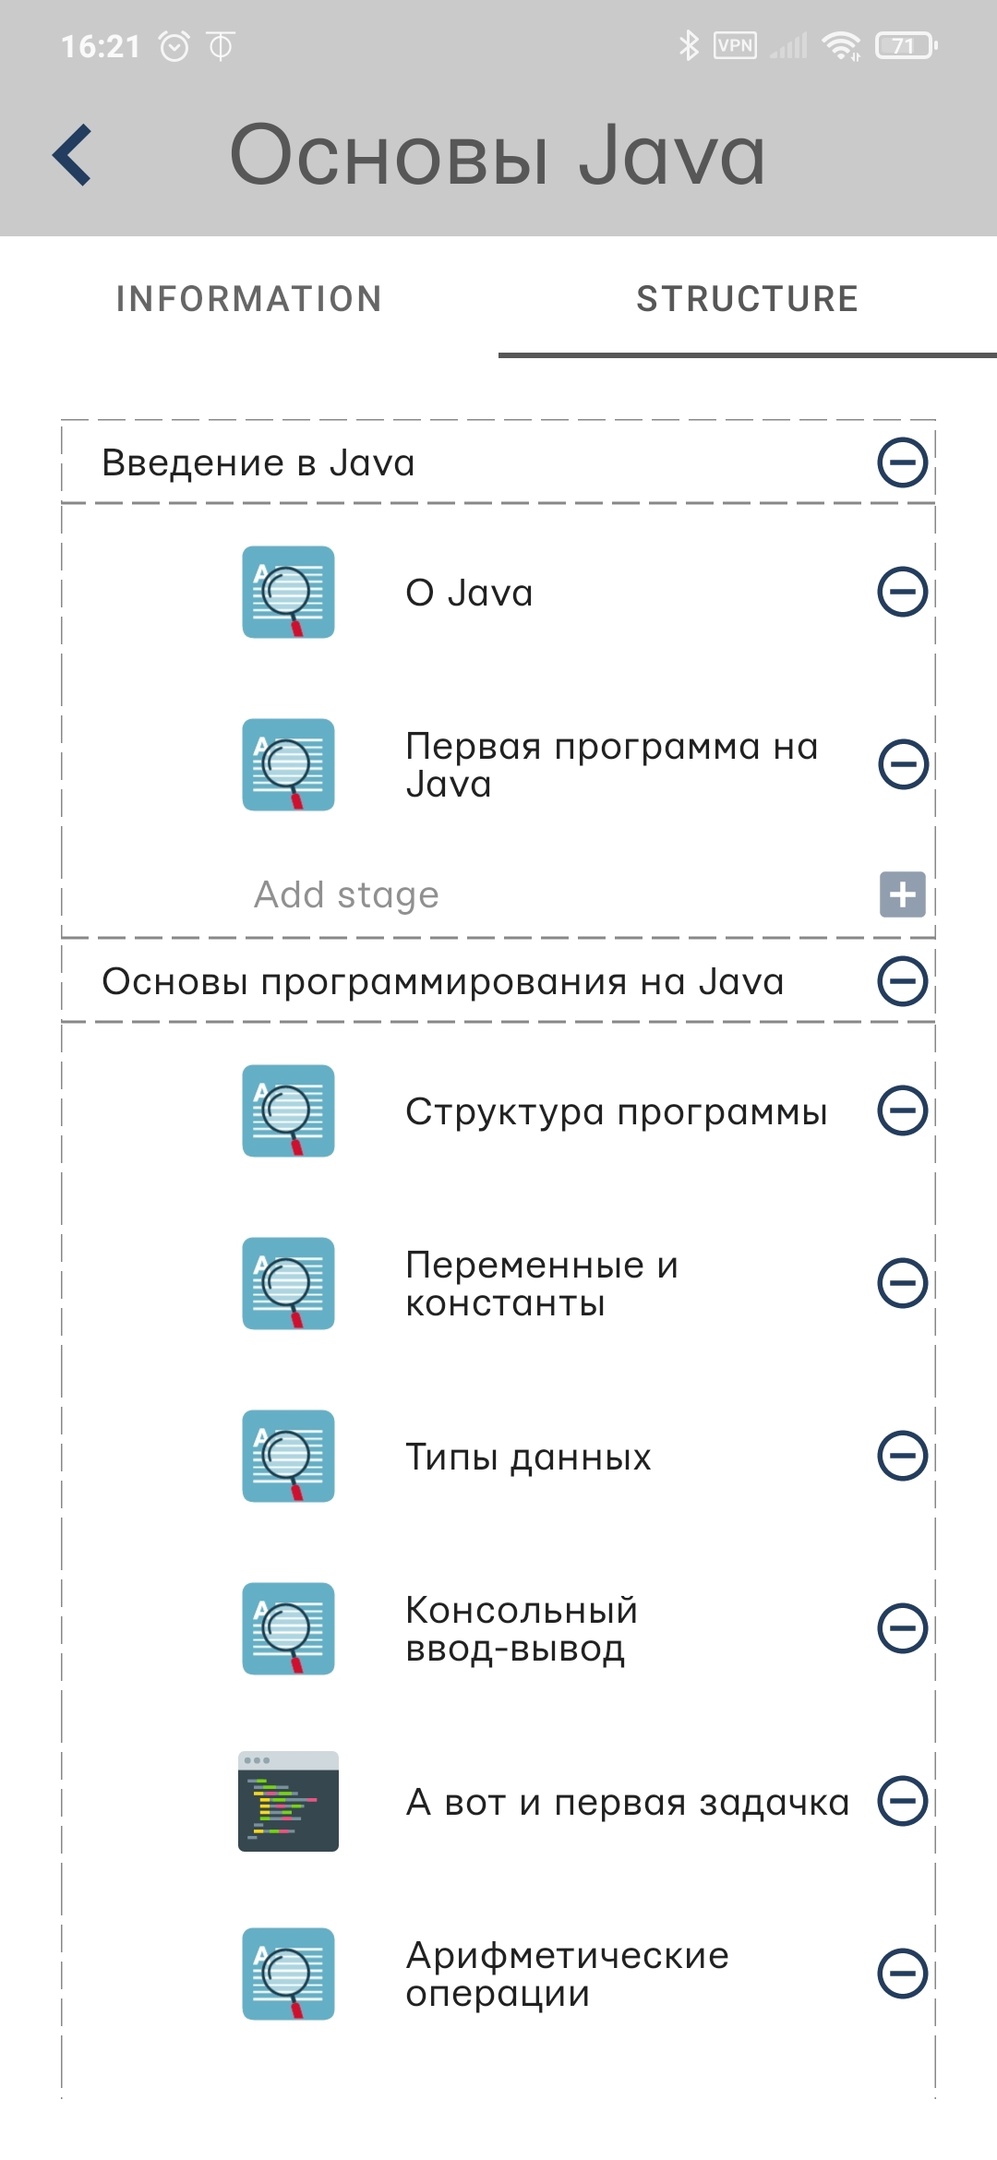 16:21
VPN
71
Основы Java
INFORMATION
STRUCTURE
Введение в Java
О Java
Первая программа на
Java
Add stage
Основы программирования на Java
Структура программы
Переменные и
константы
Типы данных
Консольный
ввод-вывод
А вот и первая задачка
Арифметические
операции